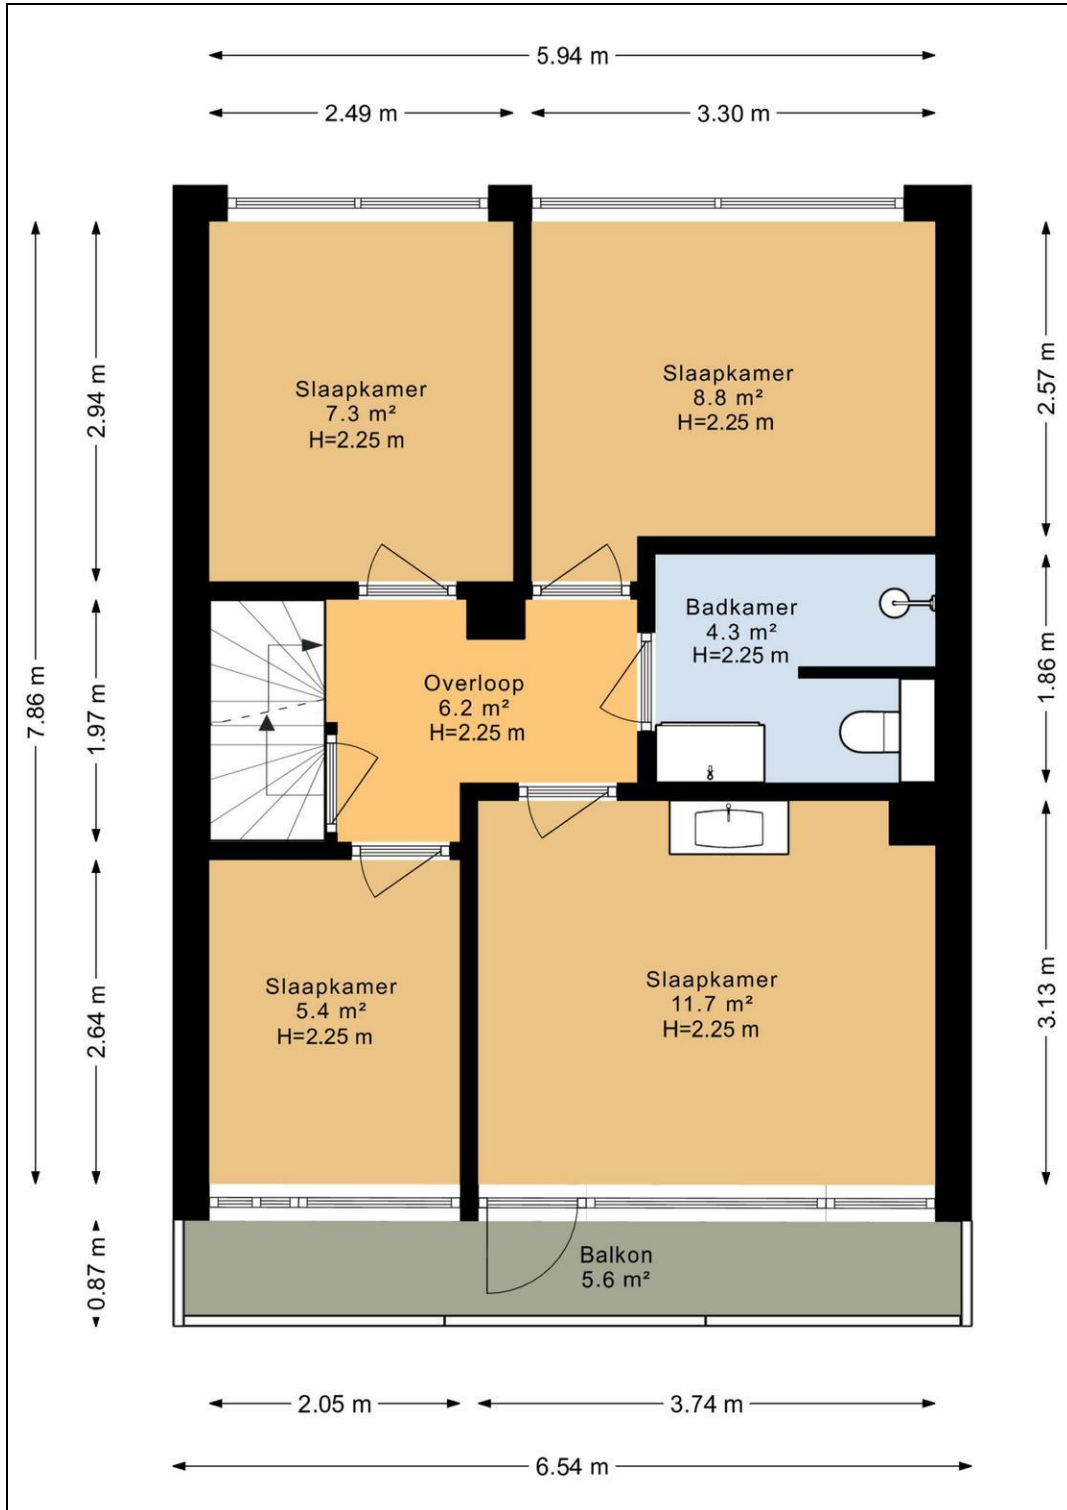 5.94 m
2.49 m
3.30 m
7.86 m
2.94 m
1.97 m
2.64 m
0.87 m
Slaapkamer
7.3 m²
H=2.25 m
Slaapkamer
8.8 m²
H=2.25 m
2.57 m
Badkamer
4.3 m²
H=2.25 m
1.86 m
Overloop
6.2 m²
H=2.25 m
Slaapkamer
5.4 m²
H=2.25 m
Slaapkamer
11.7 m²
H=2.25 m
3.13 m
Balkon
5.6 m²
2.05 m
3.74 m
6.54 m